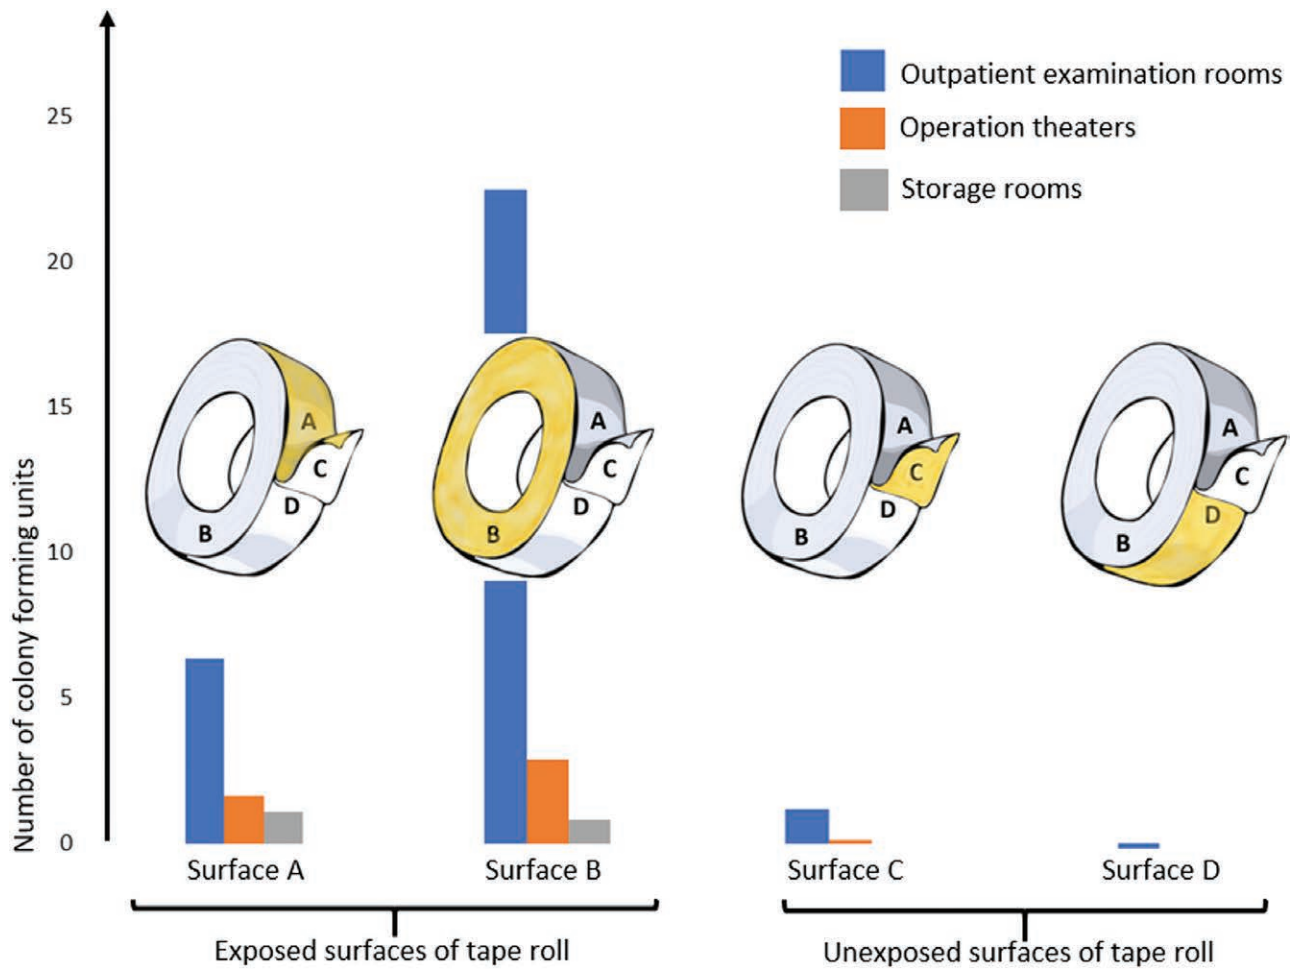 Outpatient examination rooms
Operation theaters
Storage rooms
Number of colony forming units
25
20
15
10
5
0
A
B
C
D
A
B
C
D
A
B
C
D
A
B
C
D
Surface A
Surface B
Surface C
Surface D
Exposed surfaces of tape roll
Unexposed surfaces of tape roll